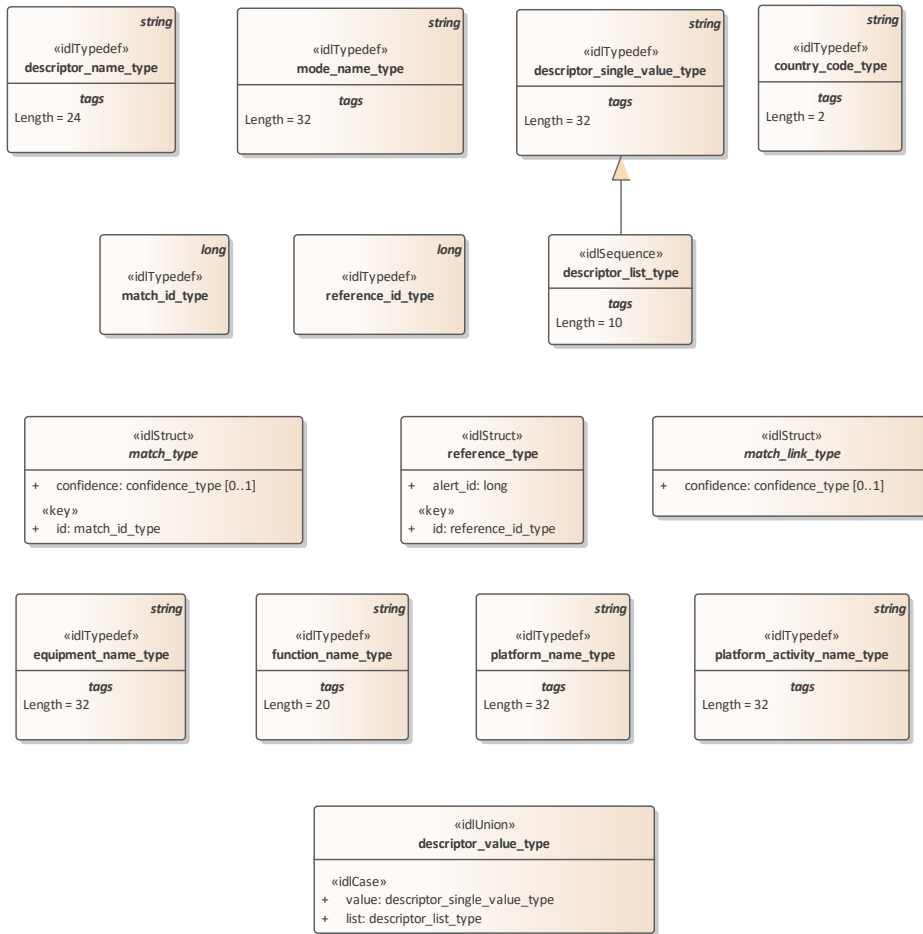 string
«idlTypedef»
descriptor_name_type
tags
Length = 24
string
«idlTypedef»
mode_name_type
tags
Length = 32
string
«idlTypedef»
descriptor_single_value_type
tags
Length = 32
string
«idlTypedef»
country_code_type
tags
Length = 2
long
«idlTypedef»
match_id_type
long
«idlTypedef»
reference_id_type
«idlSequence»
descriptor_list_type
tags
Length = 10
«idlStruct»
match_type
+ confidence: confidence_type [0..1]
«key»
+ id: match_id_type
«idlStruct»
reference_type
+ alert_id: long
«key»
+ id: reference_id_type
«idlStruct»
match_link_type
+ confidence: confidence_type [0..1]
string
«idlTypedef»
equipment_name_type
tags
Length = 32
string
«idlTypedef»
function_name_type
tags
Length = 20
string
«idlTypedef»
platform_name_type
tags
Length = 32
string
«idlTypedef»
platform_activity_name_type
tags
Length = 32
«idlUnion»
descriptor_value_type
«idlCase»
+ value: descriptor_single_value_type
+ list: descriptor_list_type